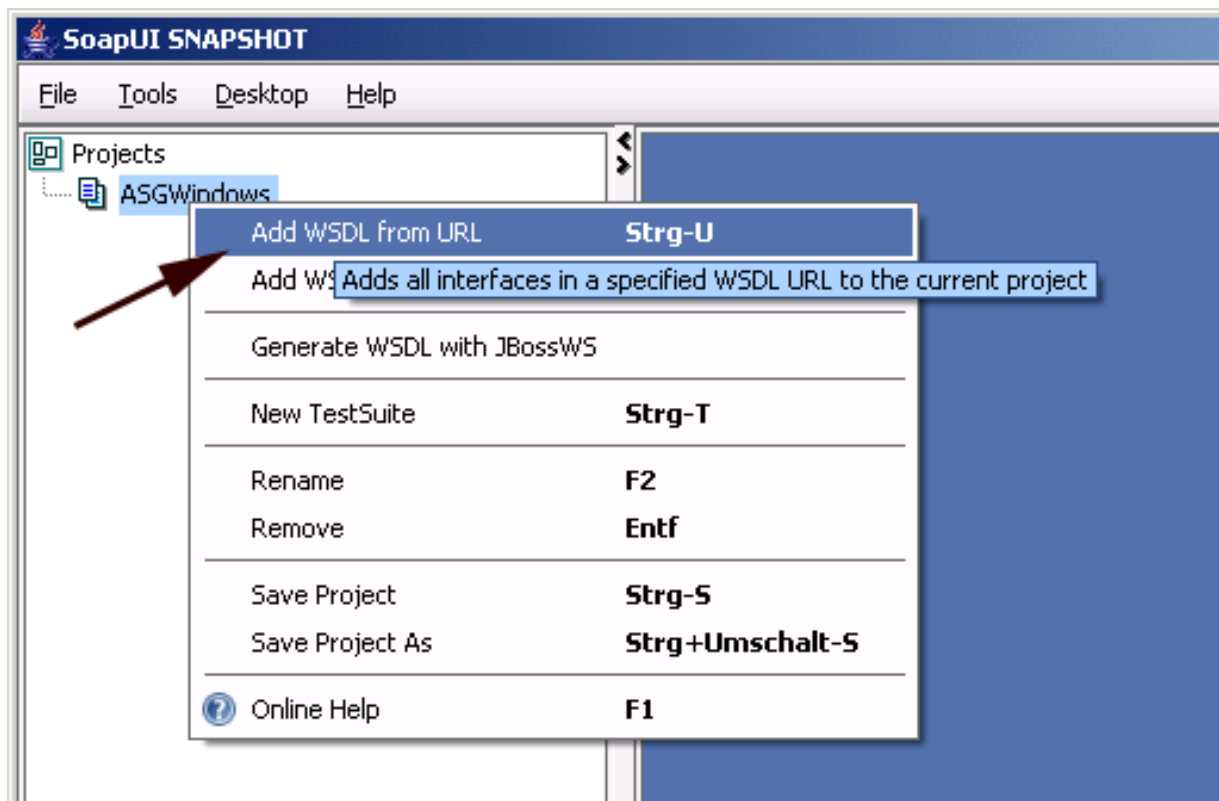 SoapUI SNAPSHOT
File Tools Desktop Help
Projects
ASGWindows
Add WSDL from URL Strg-U
Add WS
Adds all interfaces in a specified WSDL URL to the current project
Generate WSDL with JBossWS
New TestSuite Strg-T
Rename F2
Remove Entf
Save Project Strg-S
Save Project As Strg+Umschalt-S
Online Help F1